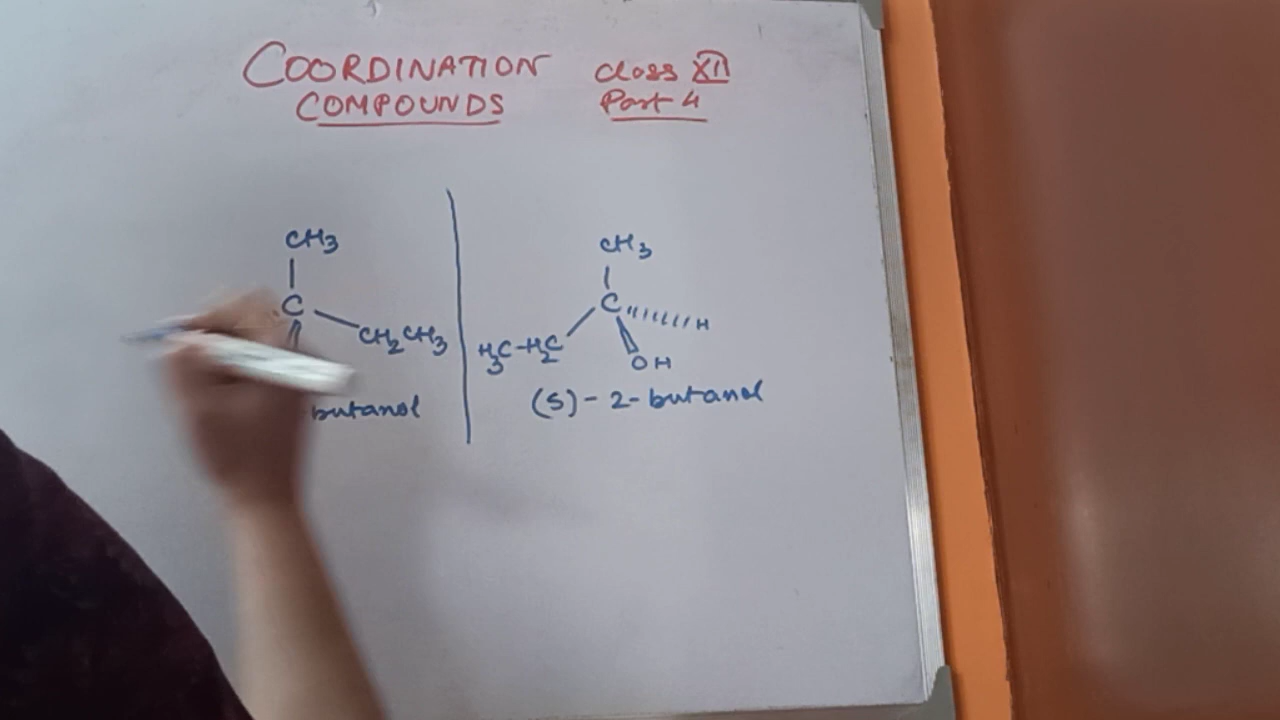 COORDINATION Class XII
COMPOUNDS Part 4
CH3
C
CH2CH3
butanol
CH3
C
H
H3C-H2C
OH
(S)-2-butanol